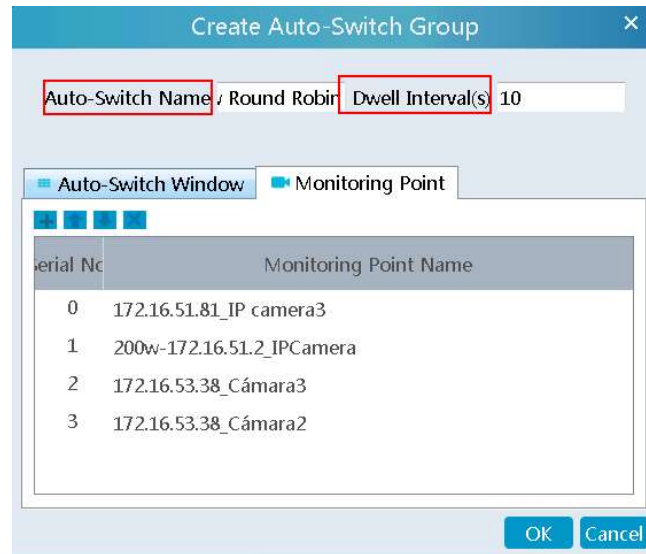 Create Auto-Switch Group
Auto-Switch Name Round Robin Dwell Interval(s) 10
Auto-Switch Window Monitoring Point
Serial No Monitoring Point Name
0 172.16.51.81_IP camera3
1 200w-172.16.51.2_IPCamera
2 172.16.53.38_Cámara3
3 172.16.53.38_Cámara2
OK Cancel